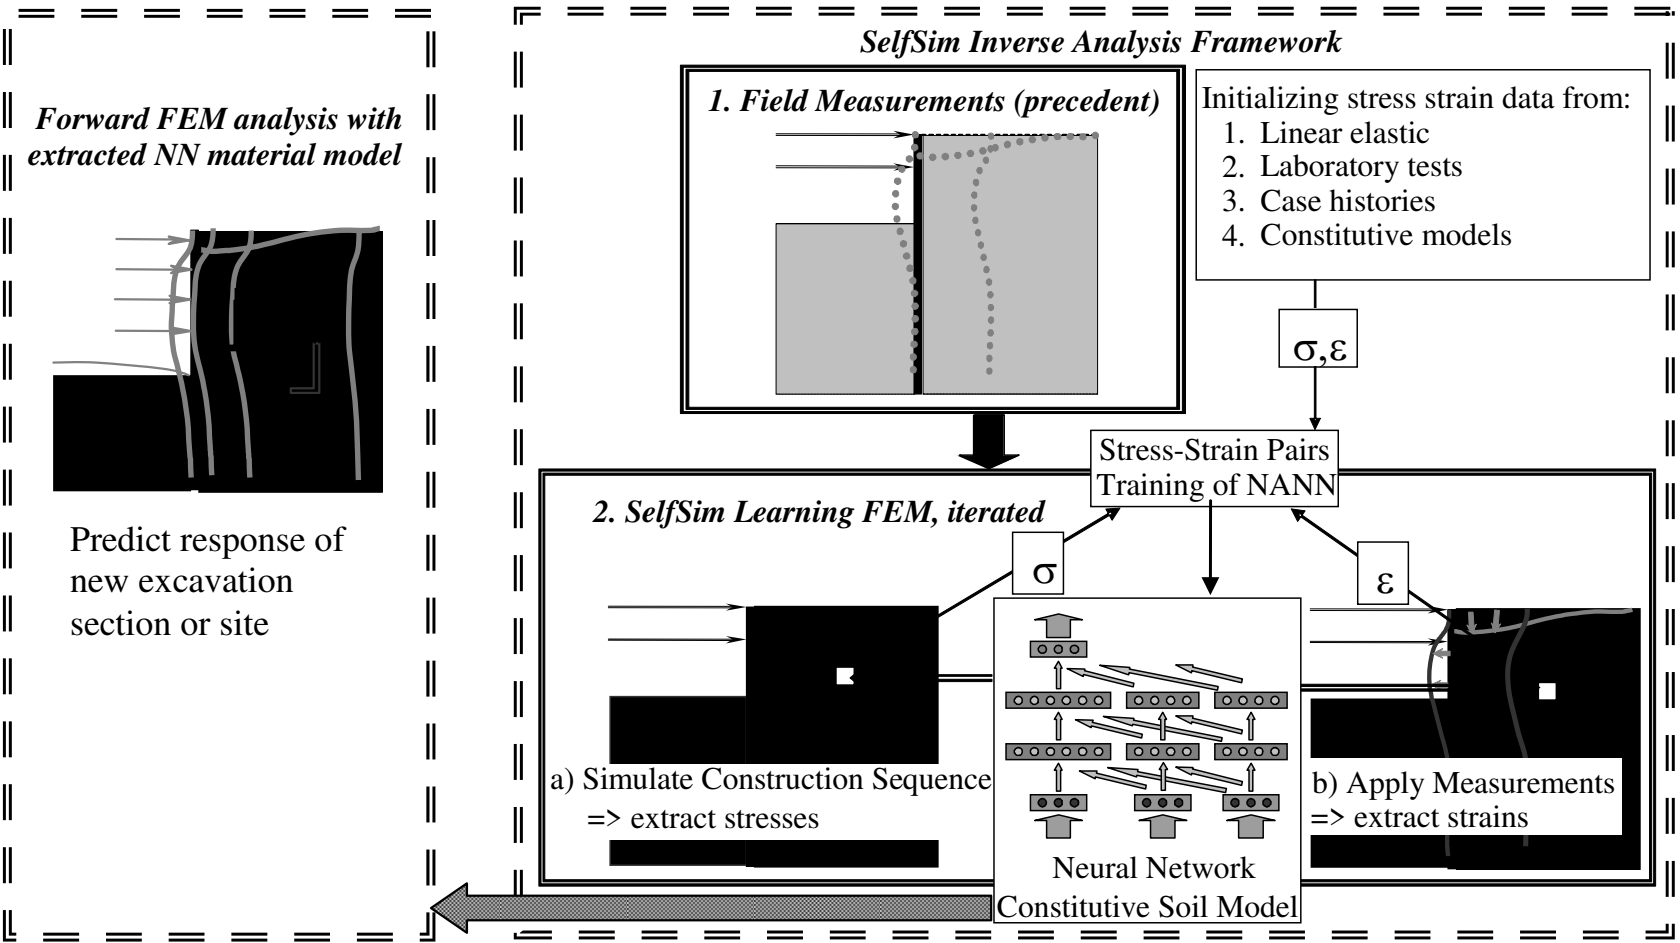 Forward FEM analysis with
extracted NN material model
Predict response of
new excavation
section or site
SelfSim Inverse Analysis Framework
1. Field Measurements (precedent)
Initializing stress strain data from:
1. Linear elastic
2. Laboratory tests
3. Case histories
4. Constitutive models
σ,ε
Stress-Strain Pairs
Training of NANN
2. SelfSim Learning FEM, iterated
σ
ε
a) Simulate Construction Sequence
=> extract stresses
b) Apply Measurements
=> extract strains
Neural Network
Constitutive Soil Model